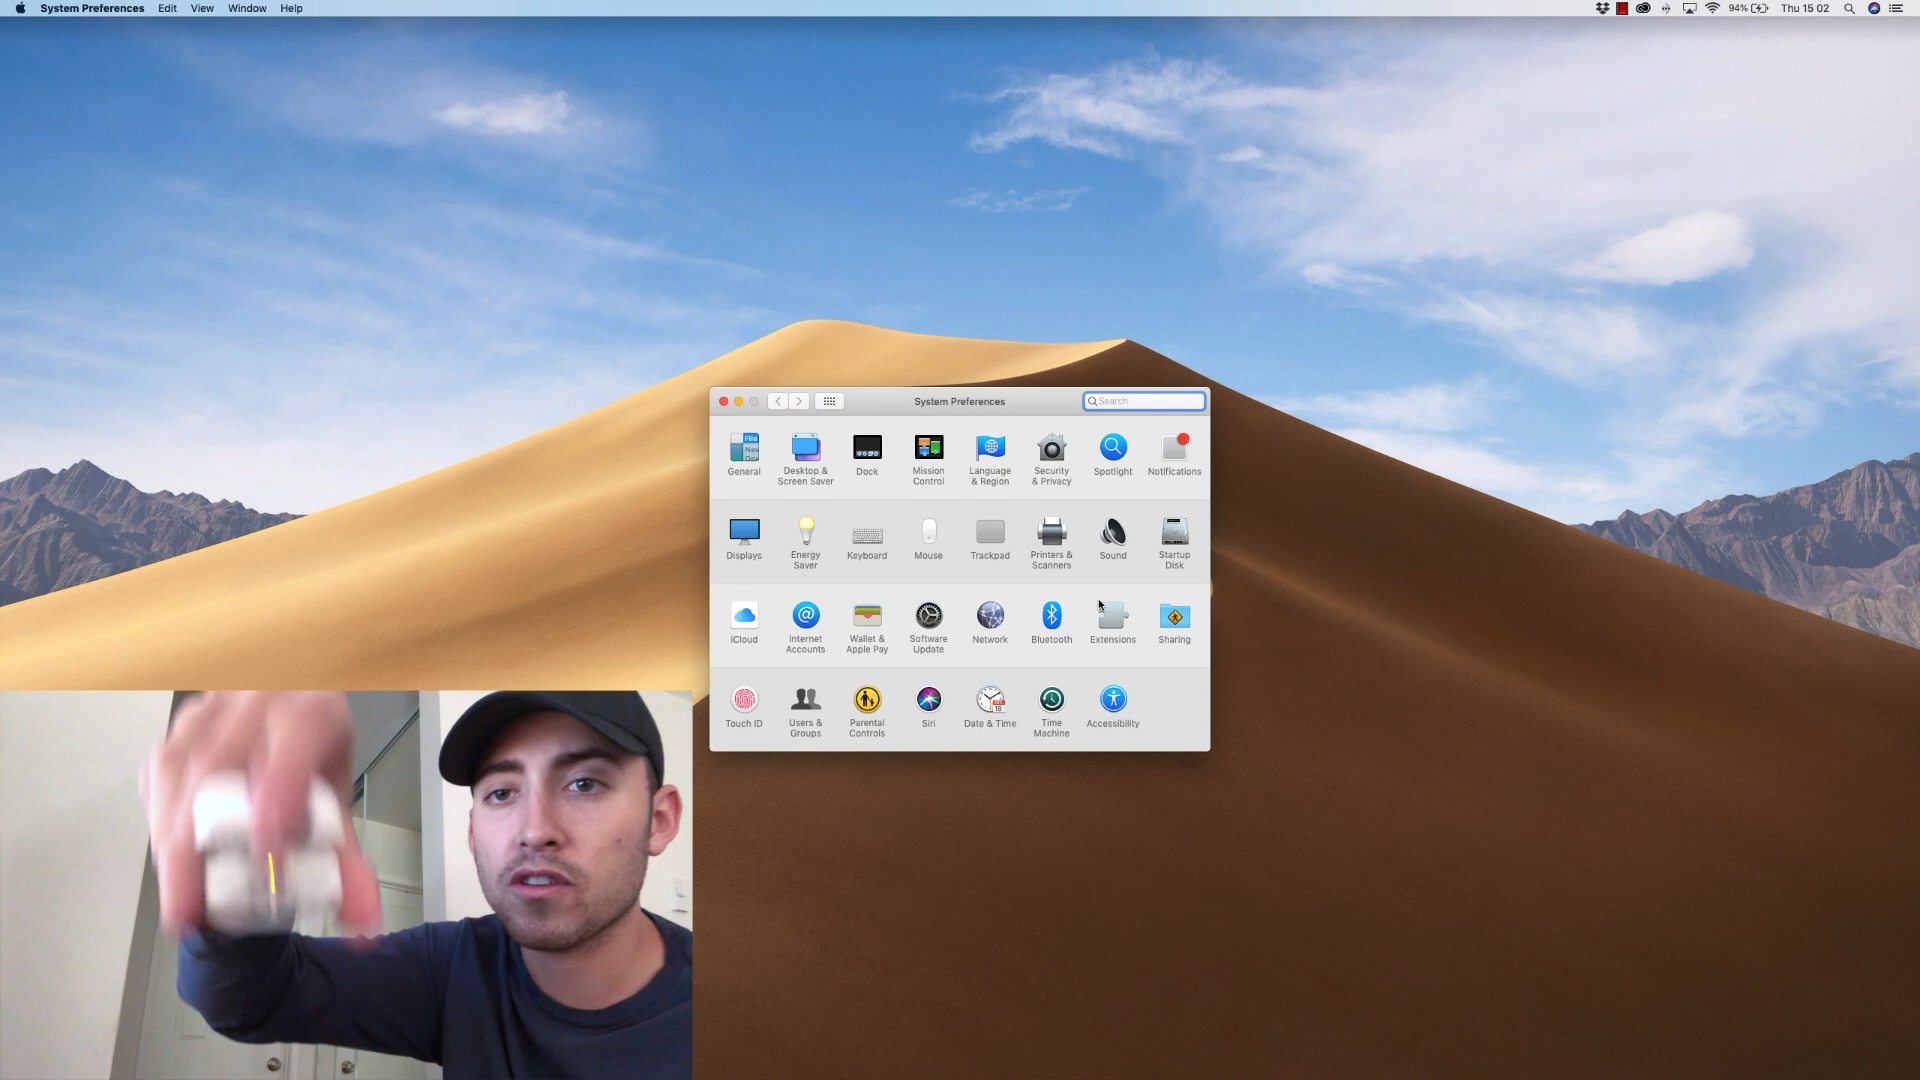 System Preferences Edit View Window Help 94% Thu 15 02
System Preferences Search
File
New
General Desktop & Screen Saver Dock Mission Control Language & Region Security & Privacy Spotlight Notifications
Displays Energy Saver Keyboard Mouse Trackpad Printers & Scanners Sound Startup Disk
iCloud Internet Accounts Wallet & Apple Pay Software Update Network Bluetooth Extensions Sharing
18
Touch ID Users & Groups Parental Controls Siri Date & Time Time Machine Accessibility